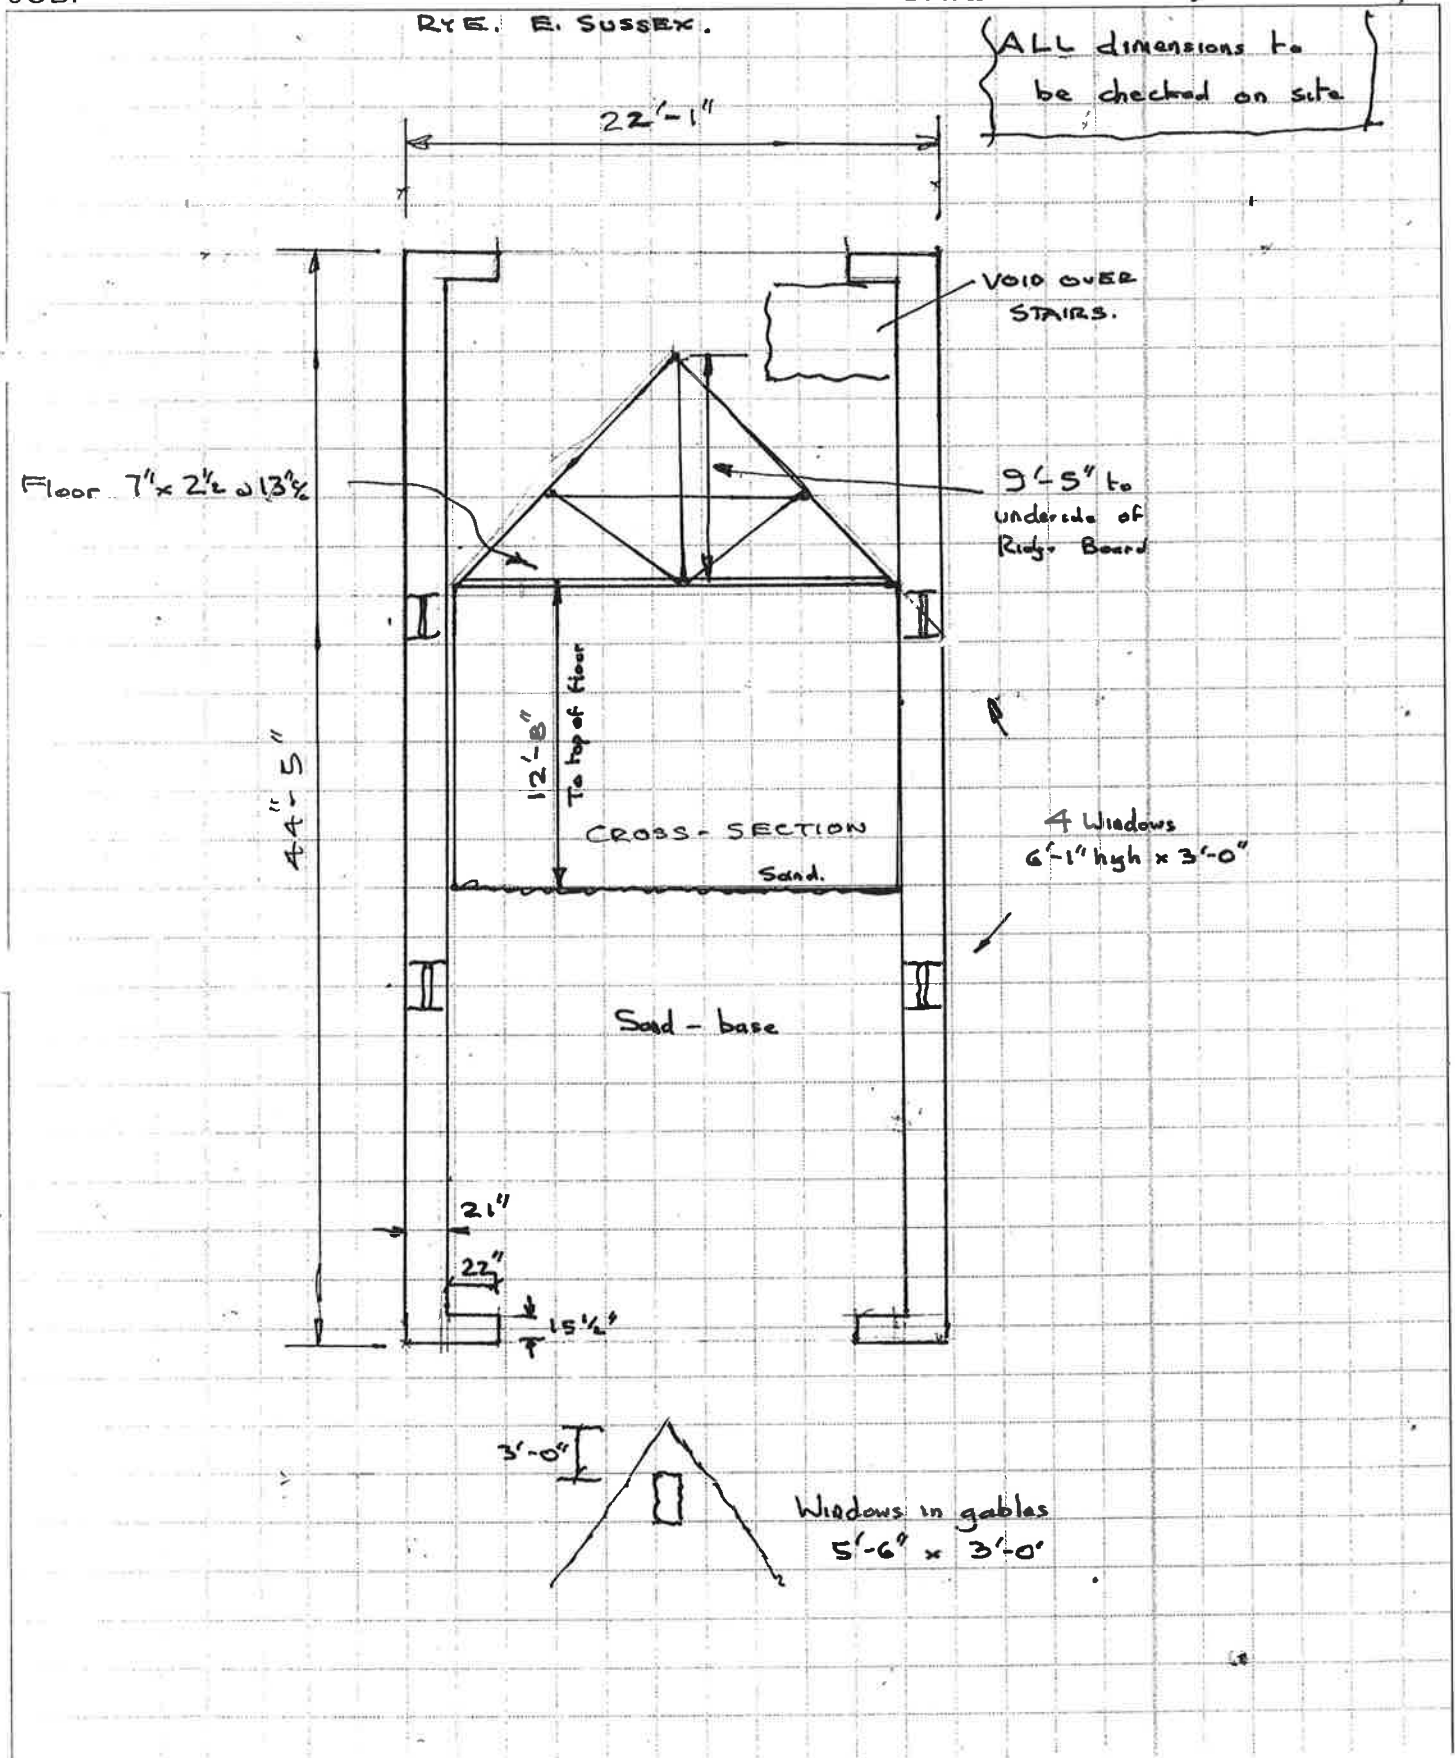 RYE. E. SUSSEX.
ALL dimensions to
be checked on site
22'-1"
VOID OVER
STAIRS.
Floor 7" x 2½" @ 13" c/c
9'-5" to
underside of
Ridge Board
44'-5"
12'-8"
To top of floor
CROSS-SECTION
Sand.
4 Windows
6'-1" high x 3'-0"
Sand - base
21"
22"
15½"
3'-0"
Windows in gables
5'-6" x 3'-0"